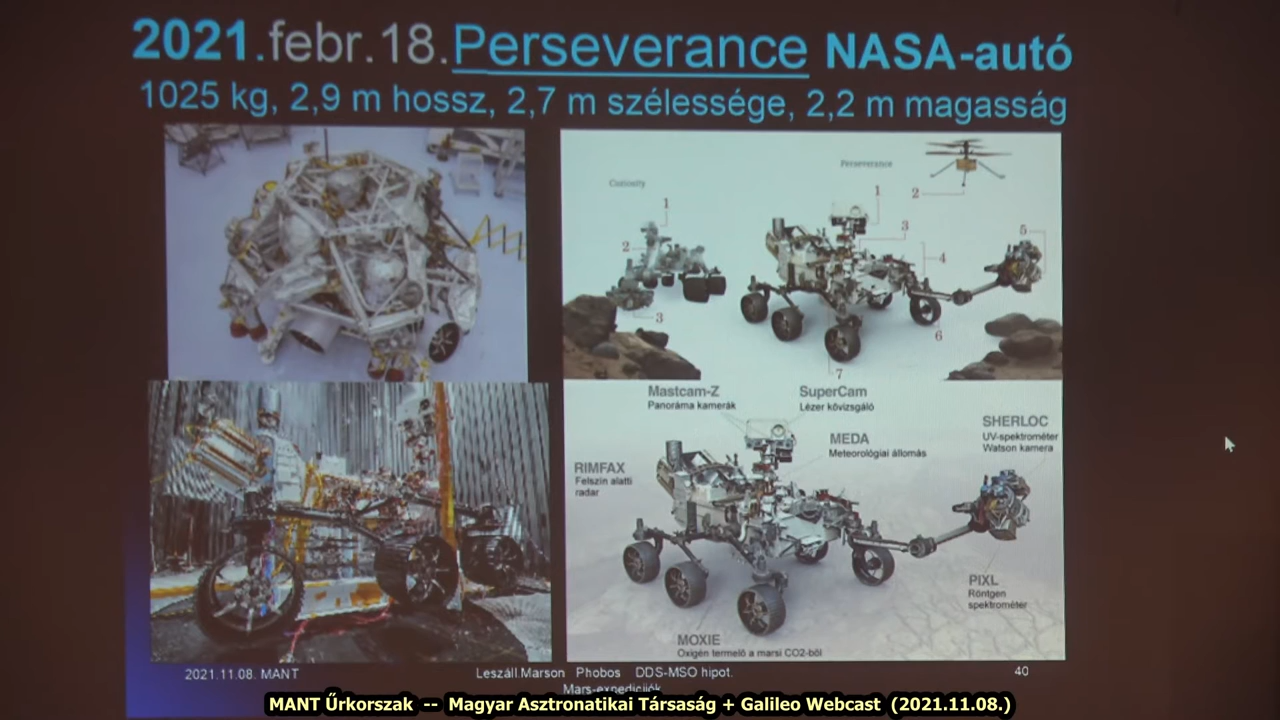 2021.febr.18.Perseverance NASA-autó
1025 kg, 2,9 m hossz, 2,7 m szélessége, 2,2 m magasság
Curiosity
1
2
3
Perseverance
1
2
3
4
5
6
7
Mastcam-Z
Panoráma kamerák
SuperCam
Lézer kővizsgáló
MEDA
Meteorológiai állomás
SHERLOC
UV-spektrométer
Watson kamera
RIMFAX
Felszín alatti
radar
PIXL
Röntgen
spektrométer
MOXIE
Oxigén termelő a marsi CO2-ből
2021.11.08. MANT
Leszáll.Marson Phobos DDS-MSO hipot.
Mars-expedíciók
40
MANT Űrkorszak -- Magyar Asztronatikai Társaság + Galileo Webcast (2021.11.08.)